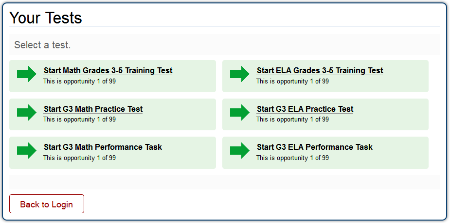 Your Tests
Select a test.
Start Math Grades 3-5 Training Test
This is opportunity 1 of 99
Start ELA Grades 3-5 Training Test
This is opportunity 1 of 99
Start G3 Math Practice Test
This is opportunity 1 of 99
Start G3 ELA Practice Test
This is opportunity 1 of 99
Start G3 Math Performance Task
This is opportunity 1 of 99
Start G3 ELA Performance Task
This is opportunity 1 of 99
Back to Login